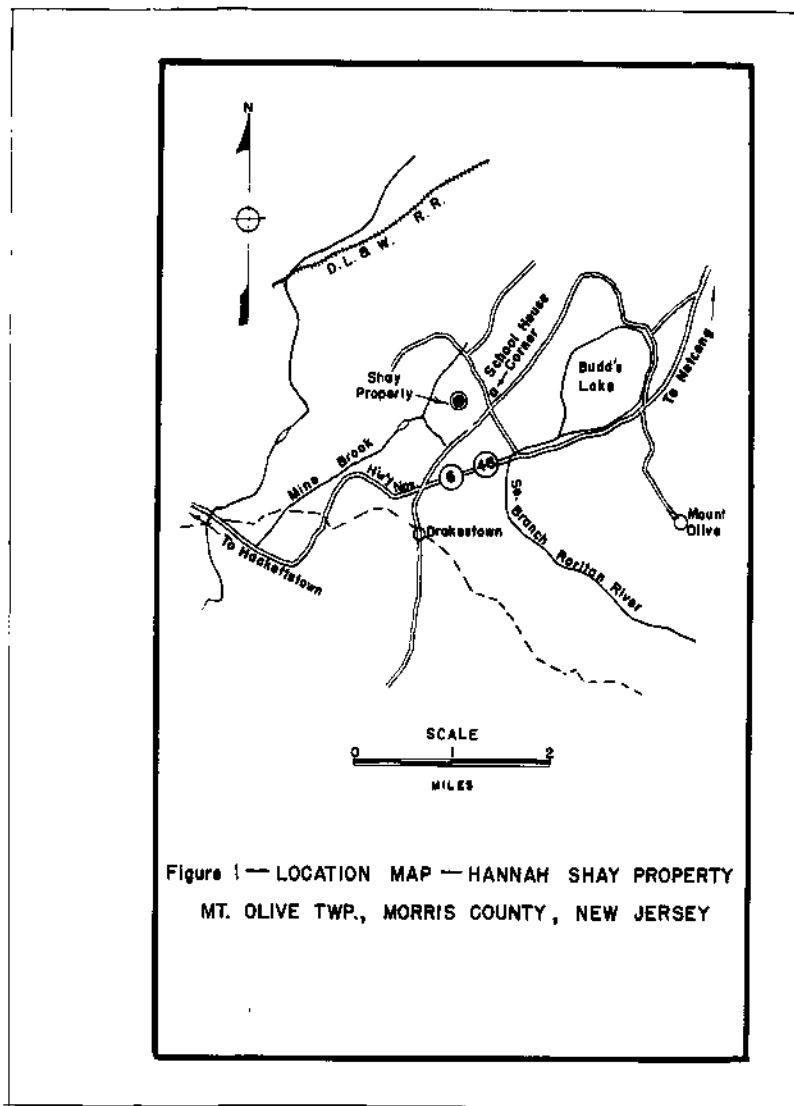 N
D. L. & W. R. R.
School House
Corner
Shay
Property
Budd's
Lake
To Netcong
Mine Brook
Hw'y Nos.
6
46
Mount
Olive
Drakestown
So. Branch Raritan River
To Hackettstown
SCALE
0 1 2
MILES
Figure 1 — LOCATION MAP — HANNAH SHAY PROPERTY
MT. OLIVE TWP., MORRIS COUNTY, NEW JERSEY